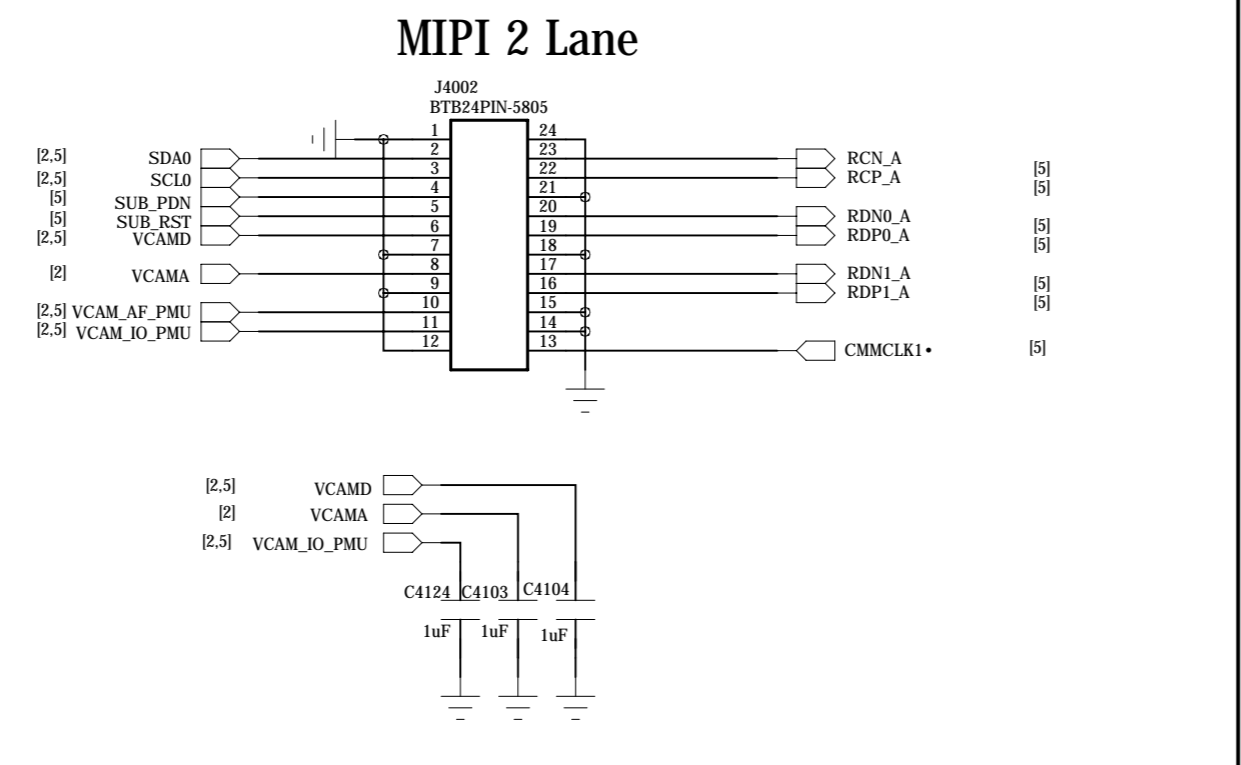 MIPI 2 Lane
J4002
BTB24PIN-5805
1 24
[2,5] SDA0 2 23 RCN_A
[2,5] SCL0 3 22 RCP_A [5]
[5] SUB_PDN 4 21 [5]
[5] SUB_RST 5 20 RDN0_A
[2,5] VCAMD 6 19 RDP0_A [5]
7 18 [5]
[2] VCAMA 8 17 RDN1_A
9 16 RDP1_A [5]
[2,5] VCAM_AF_PMU 10 15 [5]
[2,5] VCAM_IO_PMU 11 14
12 13 CMMCLK1• [5]
[2,5] VCAMD
[2] VCAMA
[2,5] VCAM_IO_PMU
C4124 C4103 C4104
1uF 1uF 1uF